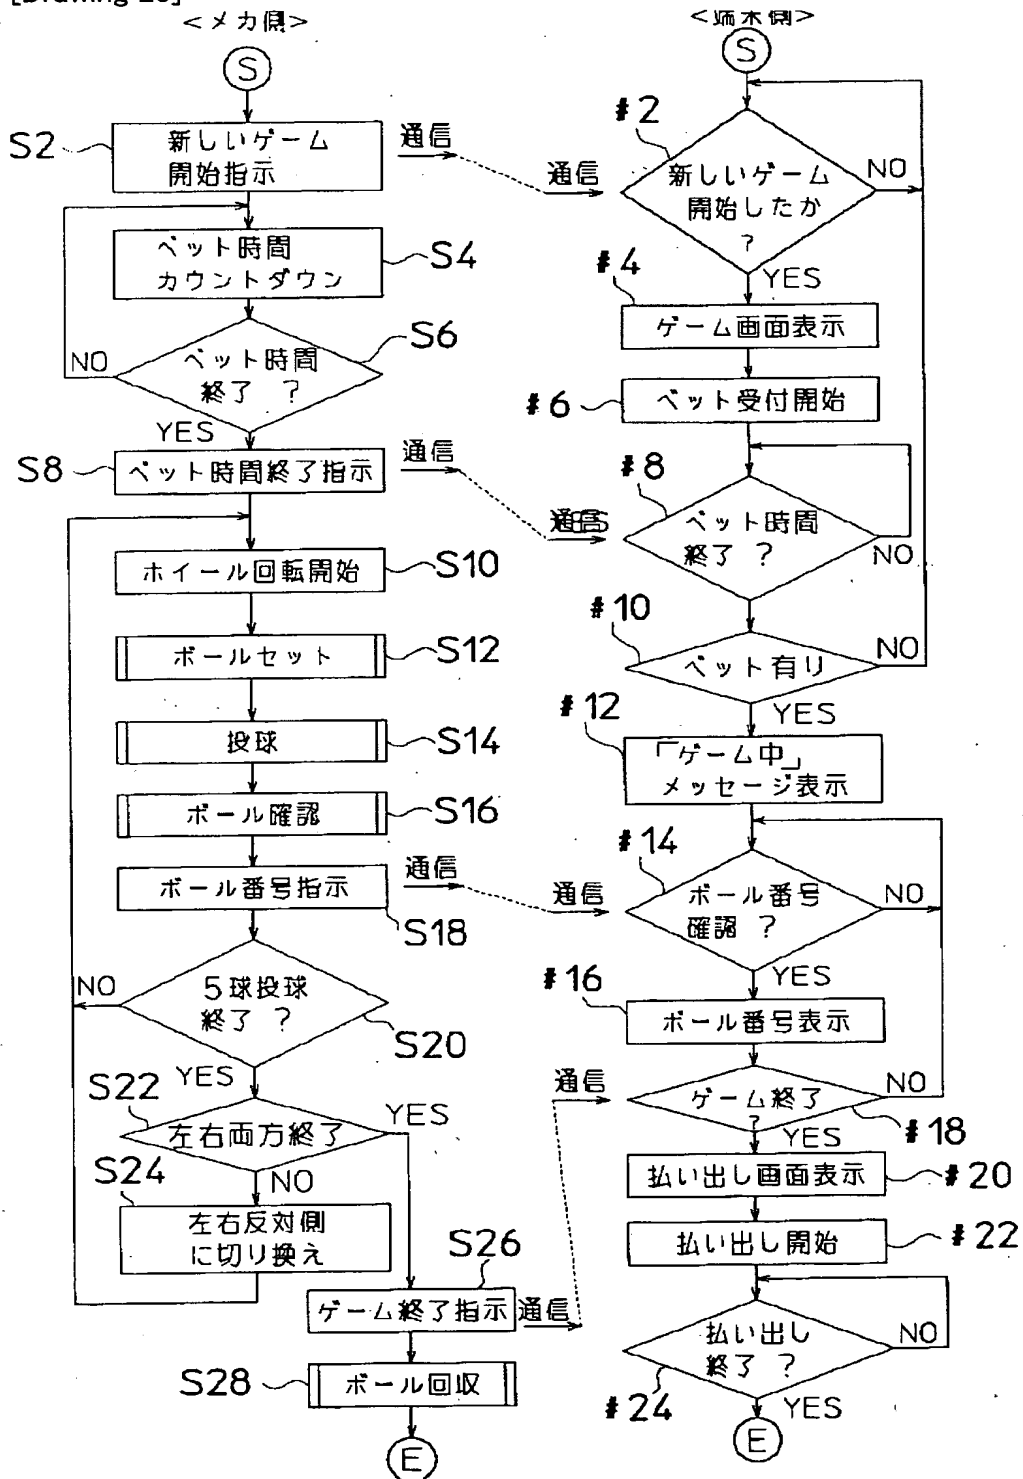 <メカ側>
S
S2
新しいゲーム
開始指示
通信
S4
ベット時間
カウントダウン
S6
ベット時間
終了 ?
NO
YES
S8
ベット時間終了指示
通信
ホイール回転開始
S10
ボールセット
S12
投球
S14
ボール確認
S16
ボール番号指示
通信
S18
5球投球
終了 ?
NO
S20
YES
S22
左右両方終了
YES
NO
S24
左右反対側
に切り換え
S26
ゲーム終了指示
通信
S28
ボール回収
E
<端末側>
S
#2
通信
新しいゲーム
開始したか
?
NO
YES
#4
ゲーム画面表示
#6
ベット受付開始
#8
通信
ベット時間
終了 ?
NO
#10
ベット有り
NO
YES
#12
「ゲーム中」
メッセージ表示
#14
通信
ボール番号
確認 ?
NO
YES
#16
ボール番号表示
通信
ゲーム終了
?
NO
#18
YES
払い出し画面表示
#20
払い出し開始
#22
払い出し
終了 ?
NO
#24
YES
E